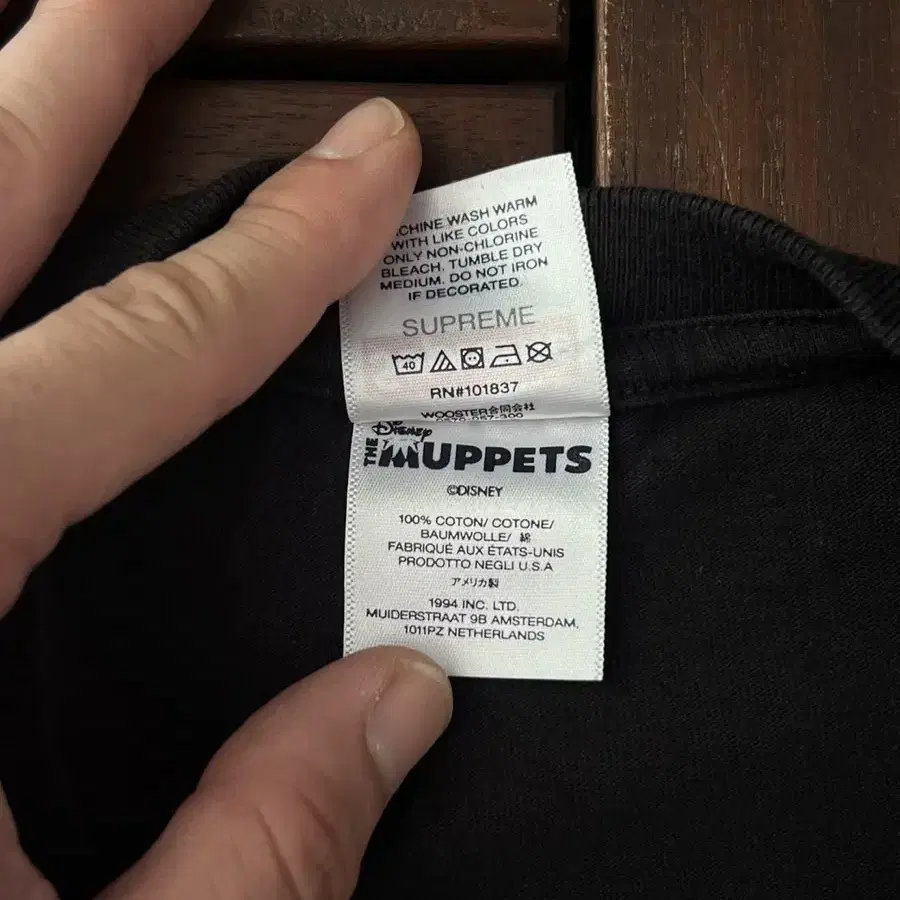 CHINE WASH WARM
WITH LIKE COLORS
ONLY NON-CHLORINE
BLEACH. TUMBLE DRY
MEDIUM. DO NOT IRON
IF DECORATED.
SUPREME
40
RN#101837
WOOSTER合同会社
Disney
THE MUPPETS
©DISNEY
100% COTON/ COTONE/
BAUMWOLLE/ 綿
FABRIQUÉ AUX ÉTATS-UNIS
PRODOTTO NEGLI U.S.A
アメリカ製
1994 INC. LTD.
MUIDERSTRAAT 9B AMSTERDAM,
1011PZ NETHERLANDS